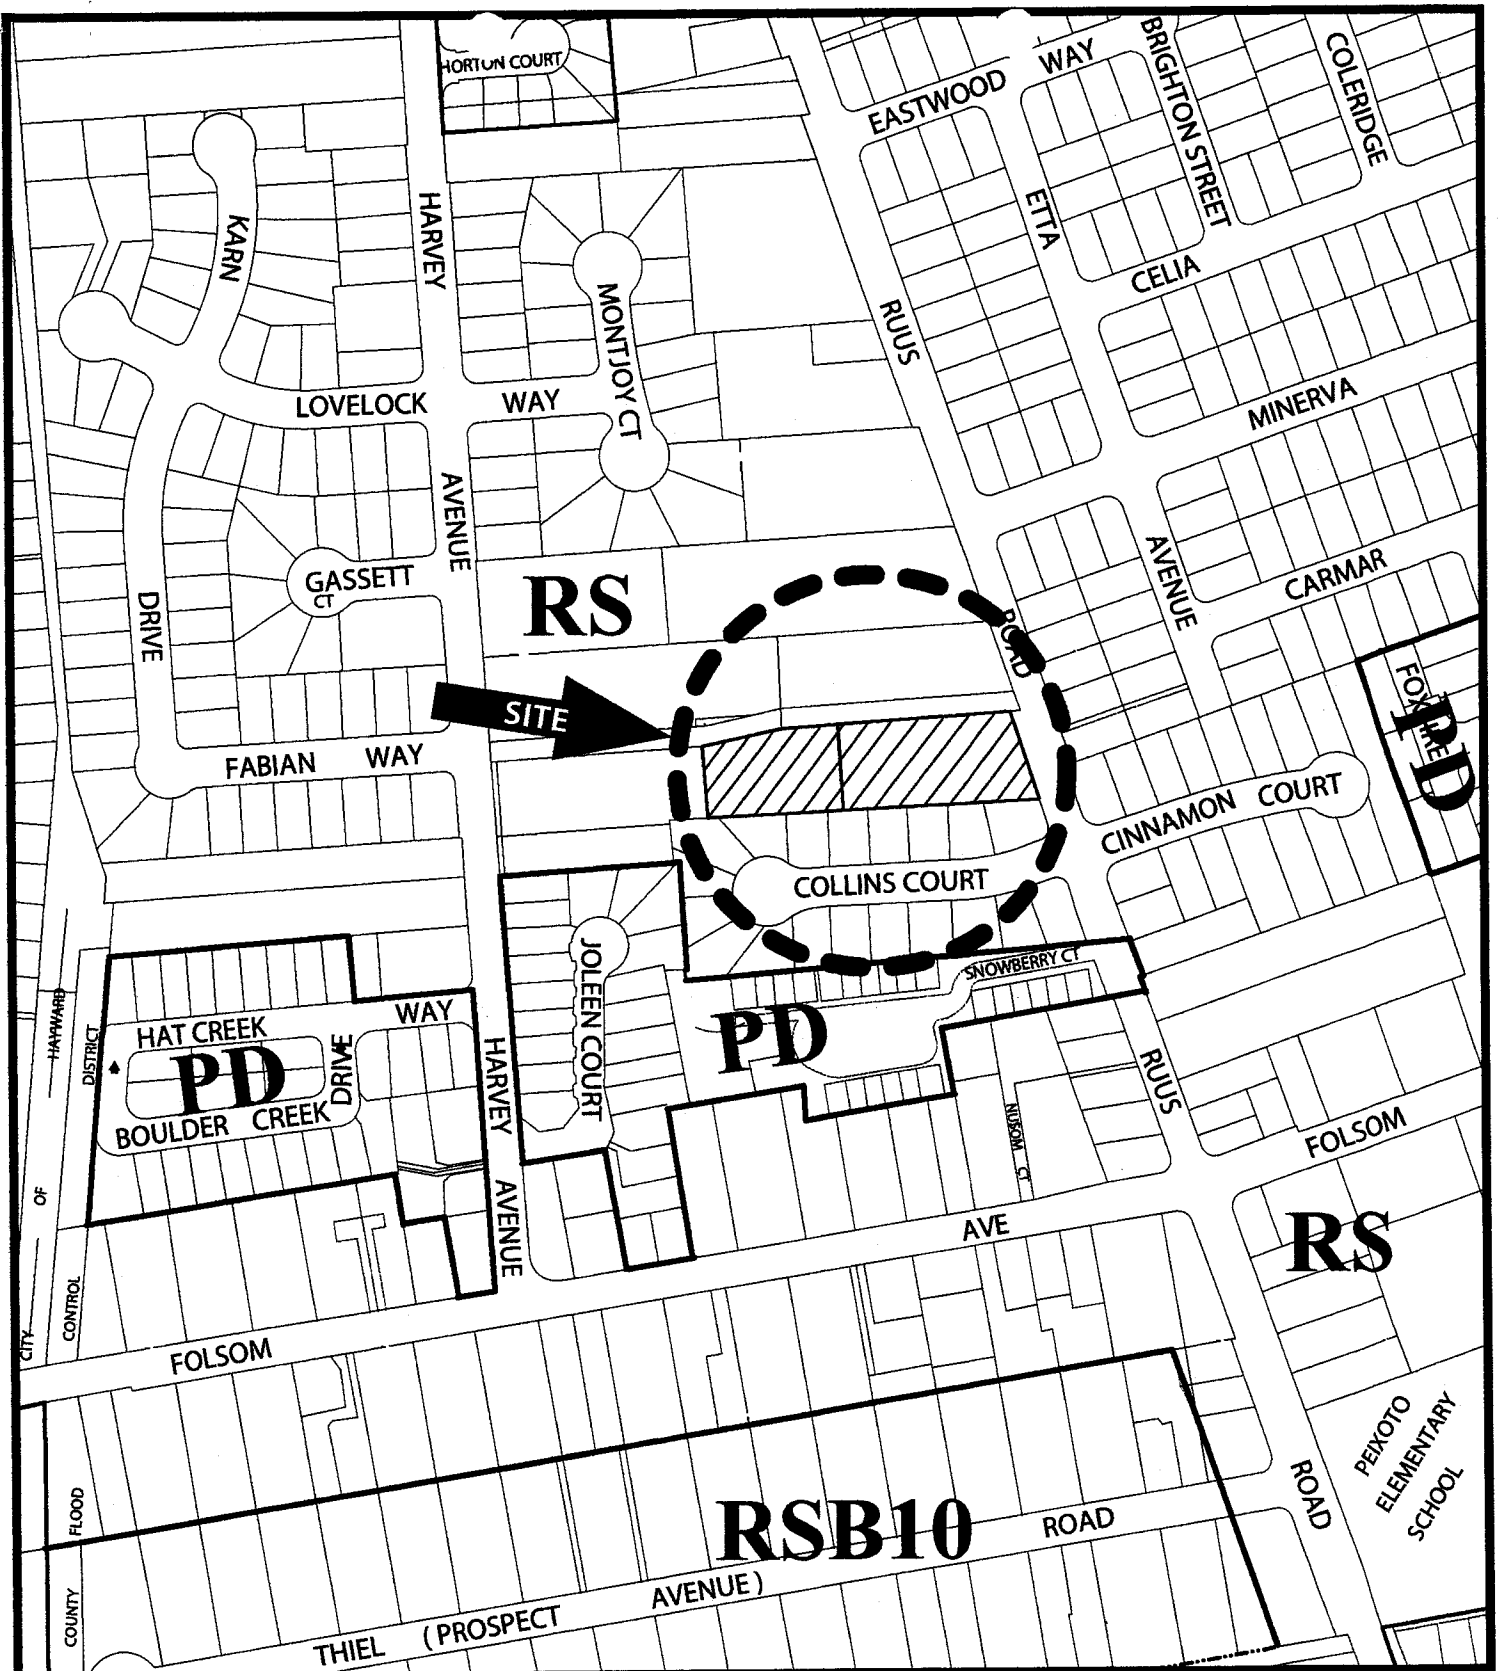 HORTON COURT
EASTWOOD WAY
BRIGHTON STREET
COLERIDGE
KARN
HARVEY
MONTJOY CT
ETTA
CELIA
RUUS
LOVELOCK WAY
MINERVA
AVENUE
GASSETT
CT
RS
AVENUE
CARMAR
DRIVE
ROAD
SITE
PD
FABIAN WAY
CINNAMON COURT
COLLINS COURT
JOLEEN COURT
SNOWBERRY CT
HAYWARD
DISTRICT
HAT CREEK WAY
PD
DRIVE
BOULDER CREEK
HARVEY
PD
RUUS
NUSOM CT
FOLSOM
OF
AVENUE
AVE
RS
CONTROL
CITY
FOLSOM
PEIXOTO
ELEMENTARY
SCHOOL
FLOOD
RSB10
ROAD
ROAD
COUNTY
THIEL (PROSPECT AVENUE)